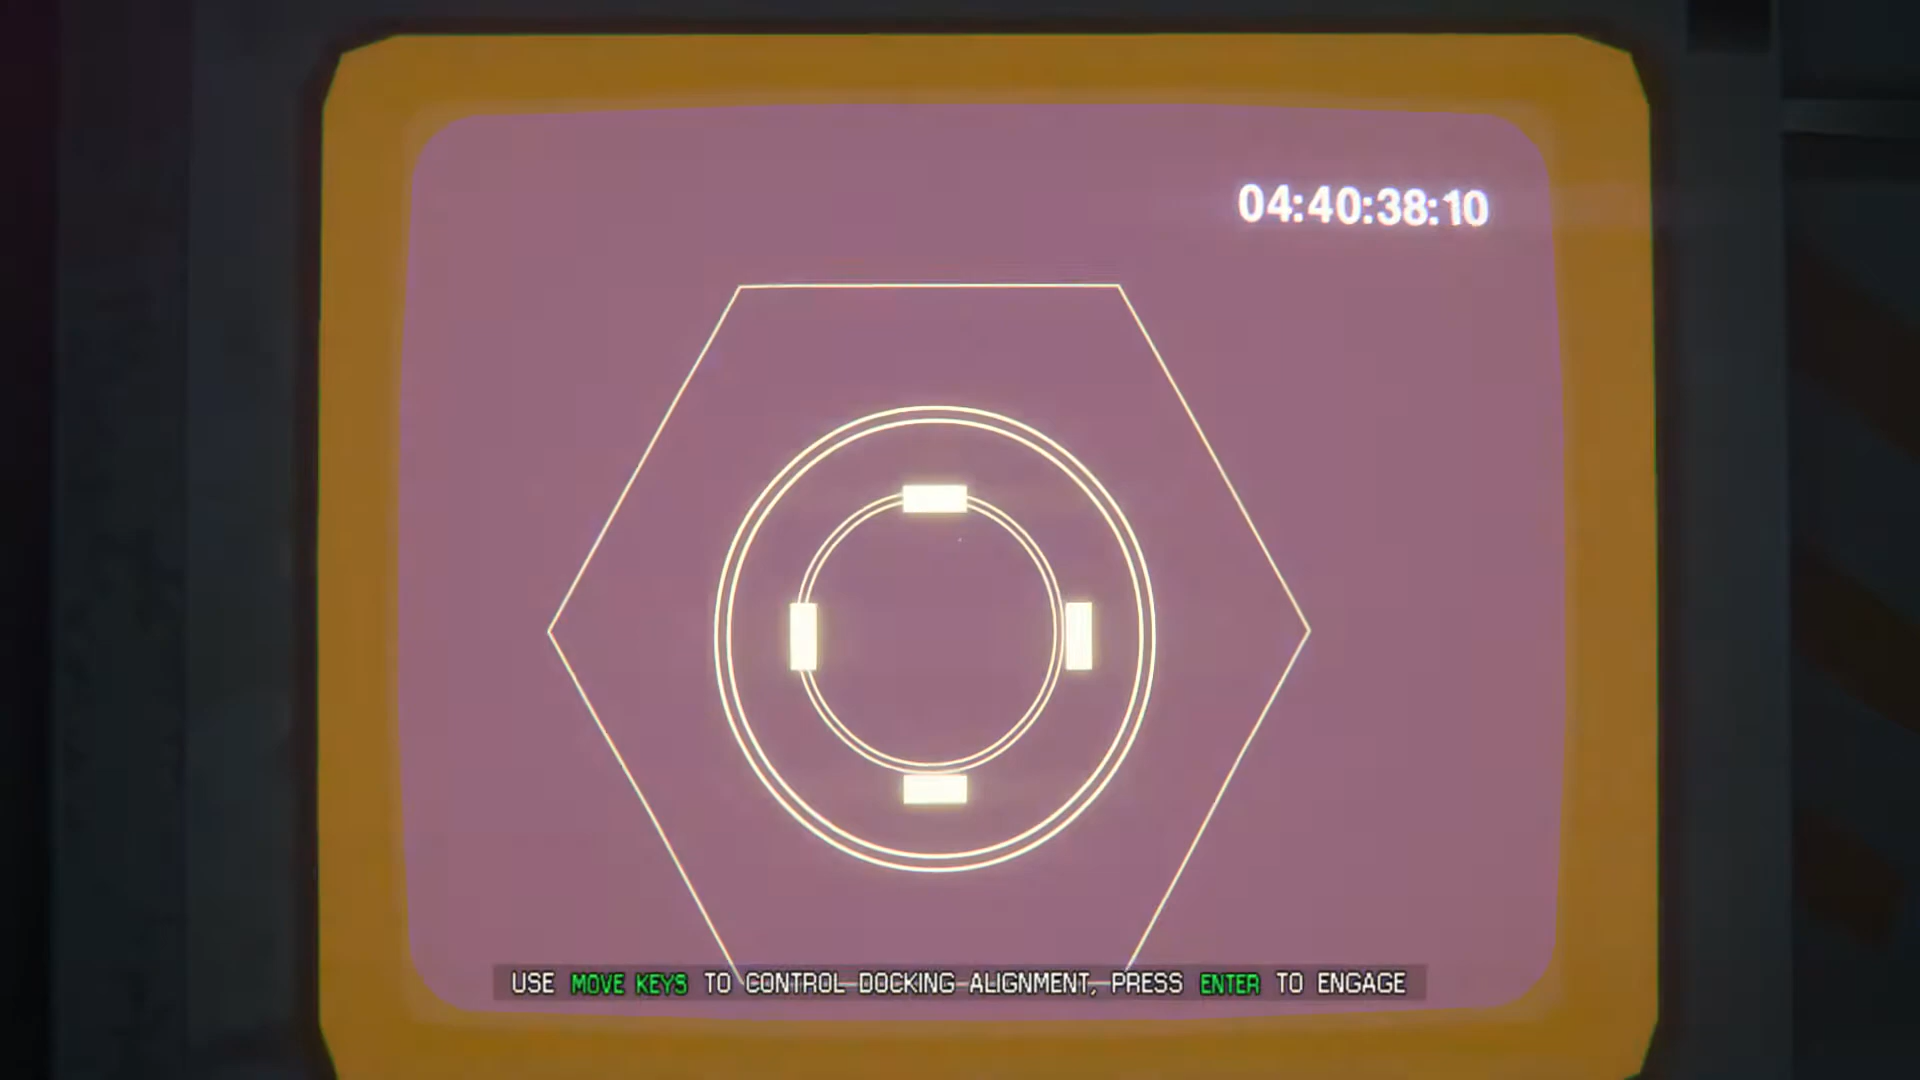 04:40:38:10
USE MOVE KEYS TO CONTROL DOCKING ALIGNMENT, PRESS ENTER TO ENGAGE